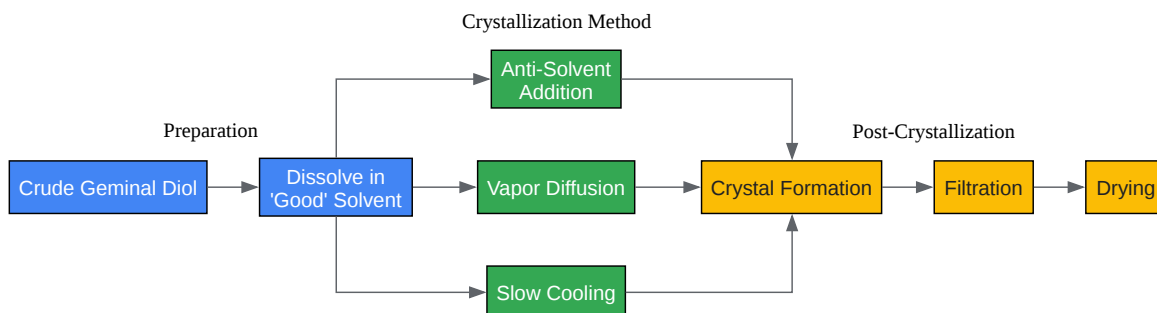 Crystallization Method
Anti-Solvent
Addition
Preparation
Post-Crystallization
Crude Geminal Diol
Dissolve in
'Good' Solvent
Vapor Diffusion
Crystal Formation
Filtration
Drying
Slow Cooling